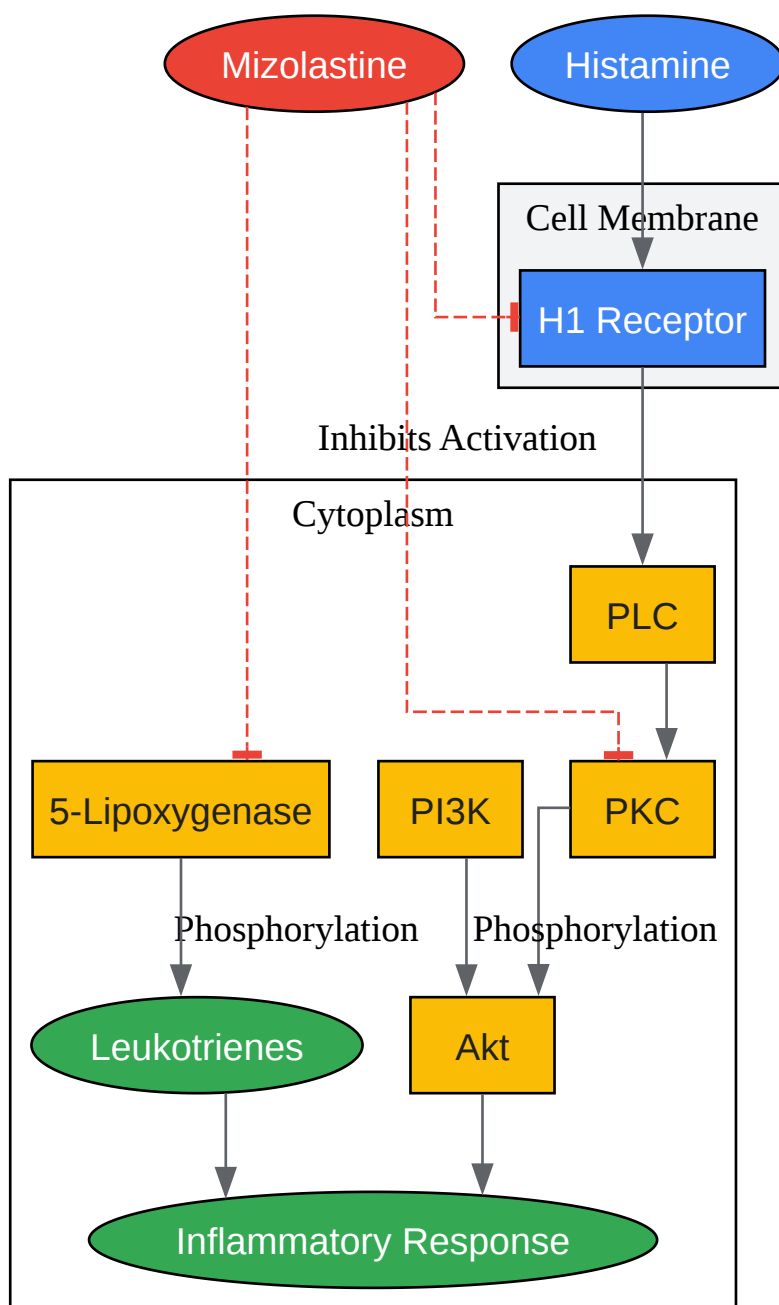 Mizolastine
Histamine
Cell Membrane
H1 Receptor
Inhibits Activation
Cytoplasm
PLC
5-Lipoxygenase
PI3K
PKC
Phosphorylation
Phosphorylation
Leukotrienes
Akt
Inflammatory Response